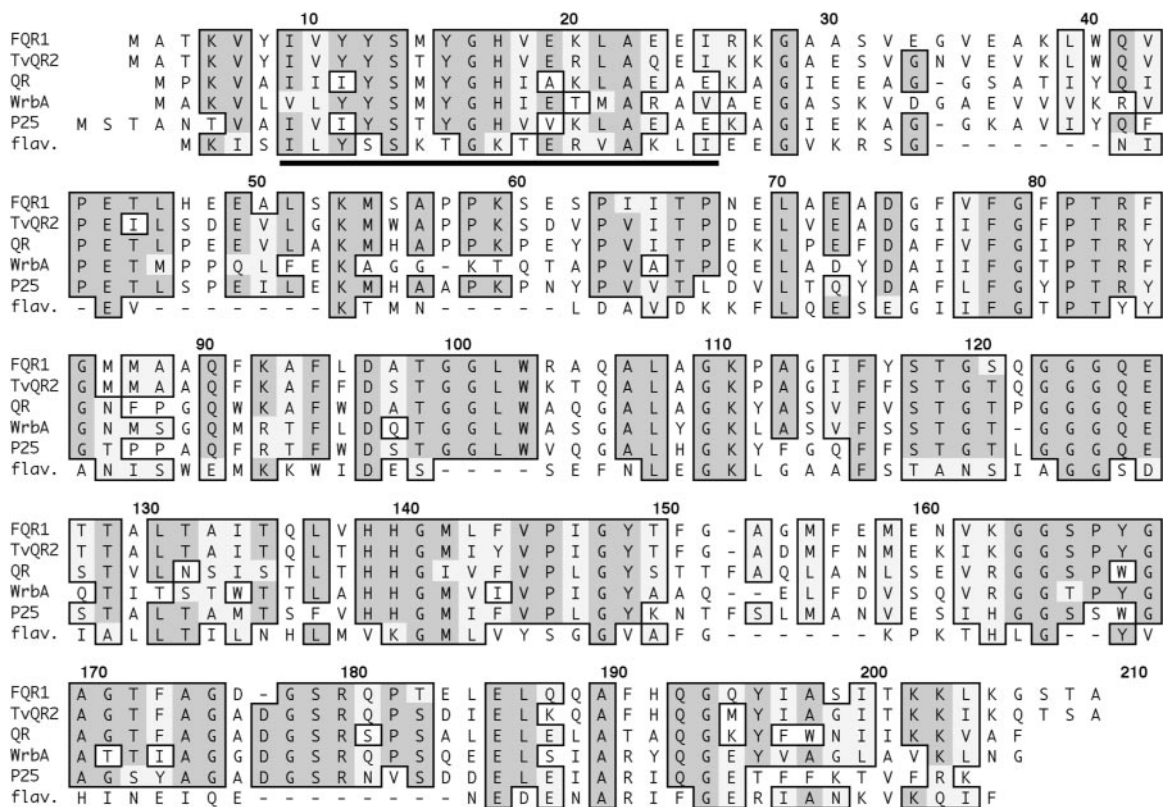 10 20 30 40
FQR1 M A T K V Y I V Y Y S M Y G H V E K L A E E I R K G A A S V E G V E A K L W Q V
TvQR2 M A T K V Y I V Y Y S T Y G H V E R L A Q E I K K G A E S V G N V E V K L W Q V
QR M P K V A I I I Y S M Y G H I A K L A E A E K A G I E E A G - G S A T I Y Q I
WrbA M A K V L V L Y Y S M Y G H I E T M A R A V A E G A S K V D G A E V V V K R V
P25 M S T A N T V A I V I Y S T Y G H V V K L A E A E K A G I E K A G - G K A V I Y Q F
flav. M K I S I L Y S S K T G K T E R V A K L I E E G V K R S G - - - - - - - N I
50 60 70 80
FQR1 P E T L H E E A L S K M S A P P K S E S P I I T P N E L A E A D G F V F G F P T R F
TvQR2 P E I L S D E V L G K M W A P P K S D V P V I T P D E L A E A D G I I F G F P T R F
QR P E T L P E E V L A K M H A P P K P E Y P V I T P E K L P E F D A F V F G I P T R Y
WrbA P E T M P P Q L F E K A G G - K T Q T A P V A T P Q E L A D Y D A I I F G T P T R F
P25 P E T L S P E I L E K M H A A P K P N Y P V V T L D V L T Q Y D A F L F G Y P T R Y
flav. - E V - - - - - - - K T M N - - - - L D A V D K K F L Q E S E G I I F G T P T Y Y
90 100 110 120
FQR1 G M M A A Q F K A F L D A T G G L W R A Q A L A G K P A G I F Y S T G S Q G G G Q E
TvQR2 G M M A A Q F K A F F D S T G G L W K T Q A L A G K P A G I F F S T G T Q G G G Q E
QR G N F P G Q W K A F W D A T G G L W A Q G A L A G K Y A S V F V S T G T P G G G Q E
WrbA G N M S G Q M R T F L D Q T G G L W A S G A L Y G K L A S V F S S T G T - G G G Q E
P25 G T P P A Q F R T F W D S T G G L W V Q G A L H G K Y F G Q F F S T G T L G G G Q E
flav. A N I S W E M K K W I D E S - - - - S E F N L E G K L G A A F S T A N S I A G G S D
130 140 150 160
FQR1 T T A L T A I T Q L V H H G M L F V P I G Y T F G - A G M F E M E N V K G G S P Y G
TvQR2 T T A L T A I T Q L T H H G M I Y V P I G Y T F G - A D M F N M E K I K G G S P Y G
QR S T V L N S I S T L T H H G I V F V P L G Y S T T F A Q L A N L S E V R G G S P W G
WrbA Q T I T S T W T T L A H H G M V I V P I G Y A A Q - - E L F D V S Q V R G G T P Y G
P25 S T A L T A M T S F V H H G M I F V P L G Y K N T F S L M A N V E S I H G G S S W G
flav. I A L L T I L N H L M V K G M L V Y S G G V A F G - - - - - - K P K T H L G - - Y V
170 180 190 200 210
FQR1 A G T F A G D - G S R Q P T E L E L Q Q A F H Q G Q Y I A S I T K K L K G S T A
TvQR2 A G T F A G A D G S R Q P S D I E L K Q A F H Q G M Y I A G I T K K I K Q T S A
QR A G T F A G A D G S R S P S A L E L E L A T A Q G K Y F W N I I K K V A F
WrbA A T T I A G G D G S R Q P S Q E E L S I A R Y Q G E Y V A G L A V K L N G
P25 A G S Y A G A D G S R N V S D D E L E I A R I Q G E T F F K T V F R K
flav. H I N E I Q E - - - - - - - - N E D E N A R I F G E R I A N K V K Q I F